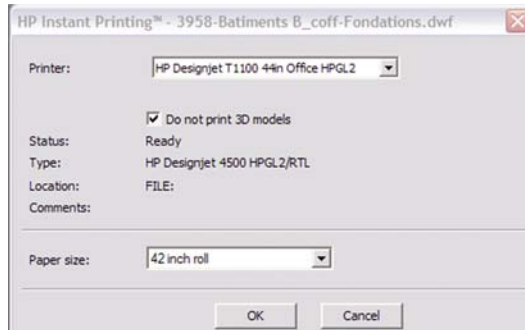 HP Instant Printing™ - 3958-Batiments B_coff-Fondations.dwf
Printer: HP Designjet T1100 44in Office HPGL2
Do not print 3D models
Status: Ready
Type: HP Designjet 4500 HPGL2/RTL
Location: FILE:
Comments:
Paper size: 42 inch roll
OK Cancel